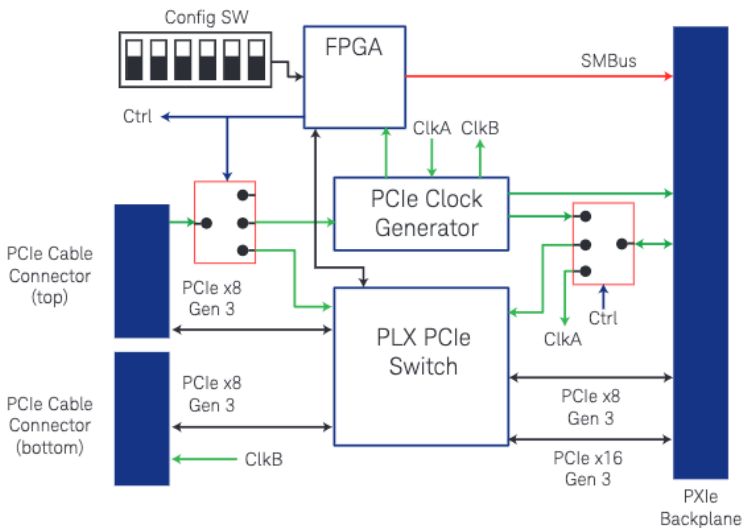 Config SW
FPGA
SMBus
Ctrl
ClkA
ClkB
PCIe Clock
Generator
PCIe Cable
Connector
(top)
PCIe x8
Gen 3
Ctrl
ClkA
PLX PCIe
Switch
PCIe Cable
Connector
(bottom)
PCIe x8
Gen 3
PCIe x8
Gen 3
ClkB
PCIe x16
Gen 3
PXIe
Backplane